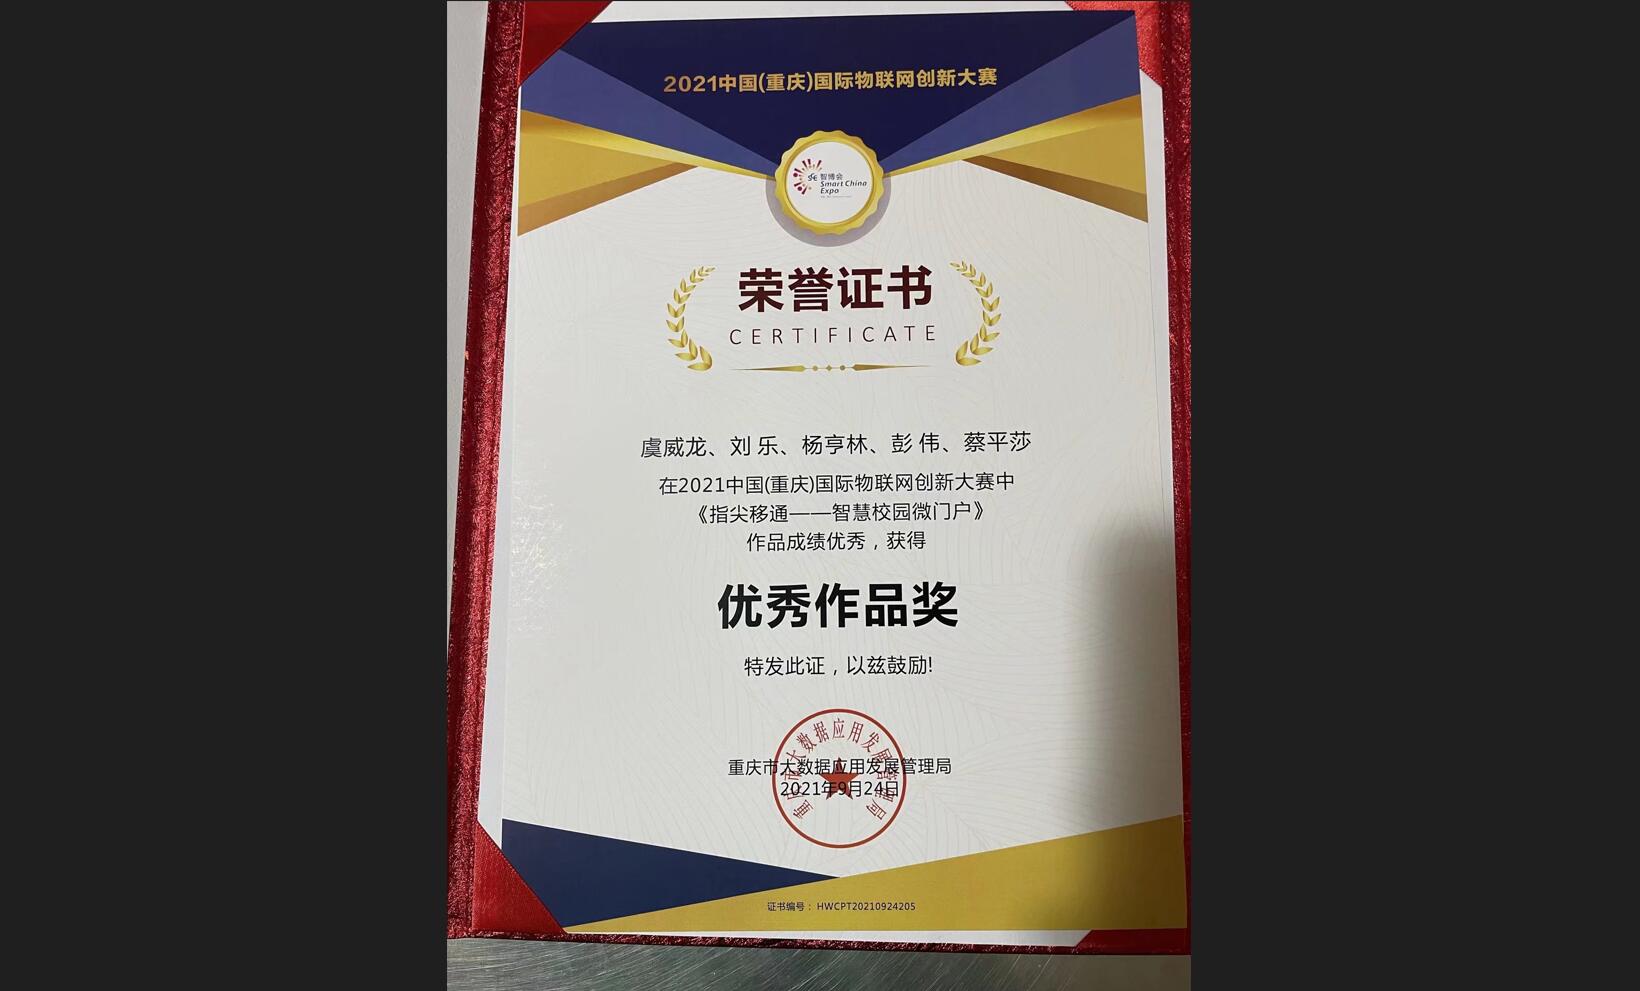 2021中国(重庆)国际物联网创新大赛
智博会
Smart China
Expo
荣誉证书
CERTIFICATE
虞威龙、刘 乐、杨亨林、彭 伟、蔡平莎
在2021中国(重庆)国际物联网创新大赛中
《指尖移通——智慧校园微门户》
作品成绩优秀，获得
优秀作品奖
特发此证，以兹鼓励!
重庆市大数据应用发展管理局
重庆市大数据应用发展管理局
2021年9月24日
证书编号： HWCPT20210924205